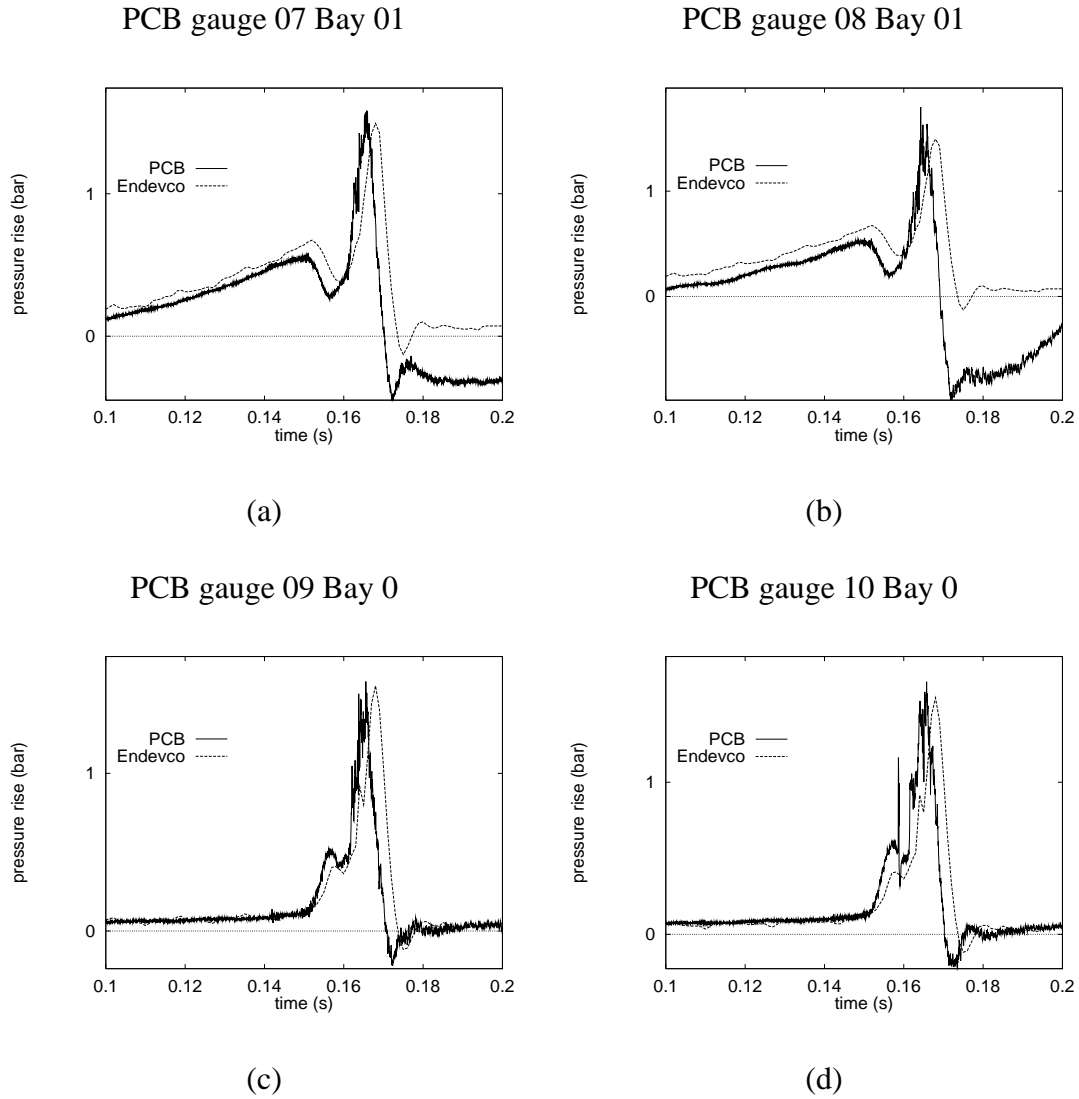 PCB gauge 07 Bay 01
pressure rise (bar)
PCB
Endevco
1
0
0.1 0.12 0.14 0.16 0.18 0.2
time (s)
(a)
PCB gauge 08 Bay 01
pressure rise (bar)
PCB
Endevco
1
0
0.1 0.12 0.14 0.16 0.18 0.2
time (s)
(b)
PCB gauge 09 Bay 0
pressure rise (bar)
PCB
Endevco
1
0
0.1 0.12 0.14 0.16 0.18 0.2
time (s)
(c)
PCB gauge 10 Bay 0
pressure rise (bar)
PCB
Endevco
1
0
0.1 0.12 0.14 0.16 0.18 0.2
time (s)
(d)